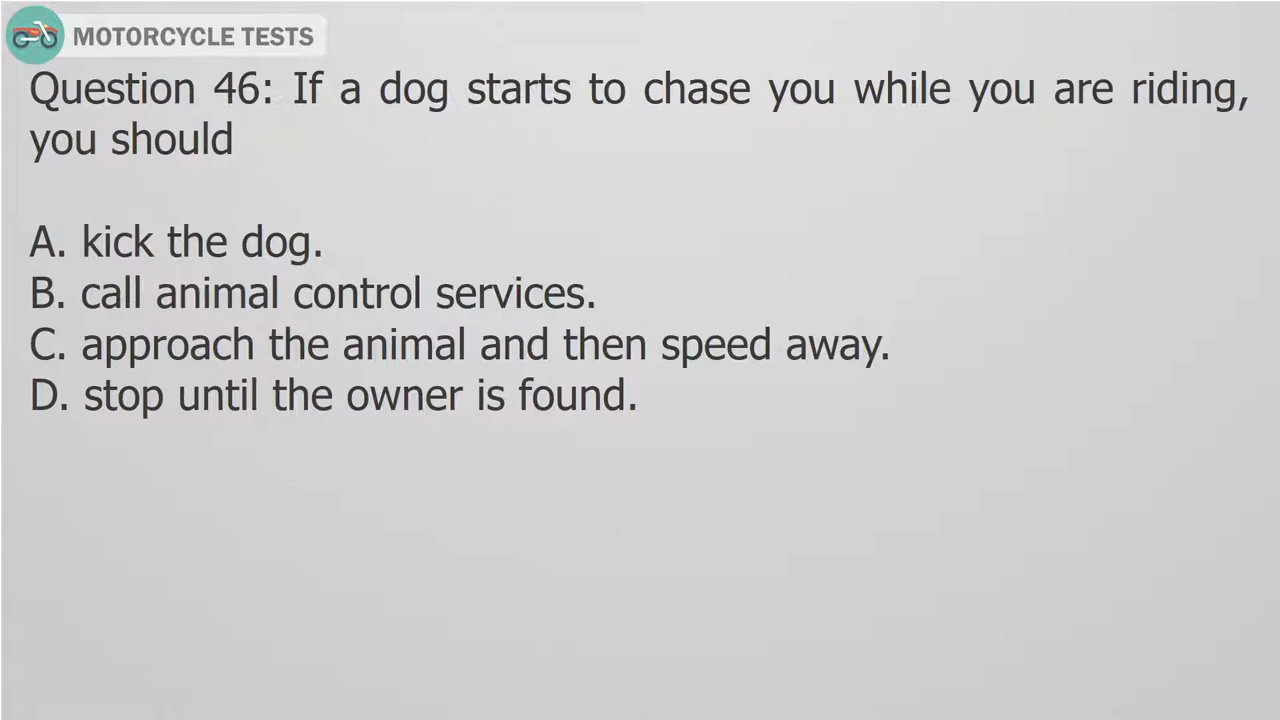 MOTORCYCLE TESTS
Question 46: If a dog starts to chase you while you are riding,
you should
A. kick the dog.
B. call animal control services.
C. approach the animal and then speed away.
D. stop until the owner is found.